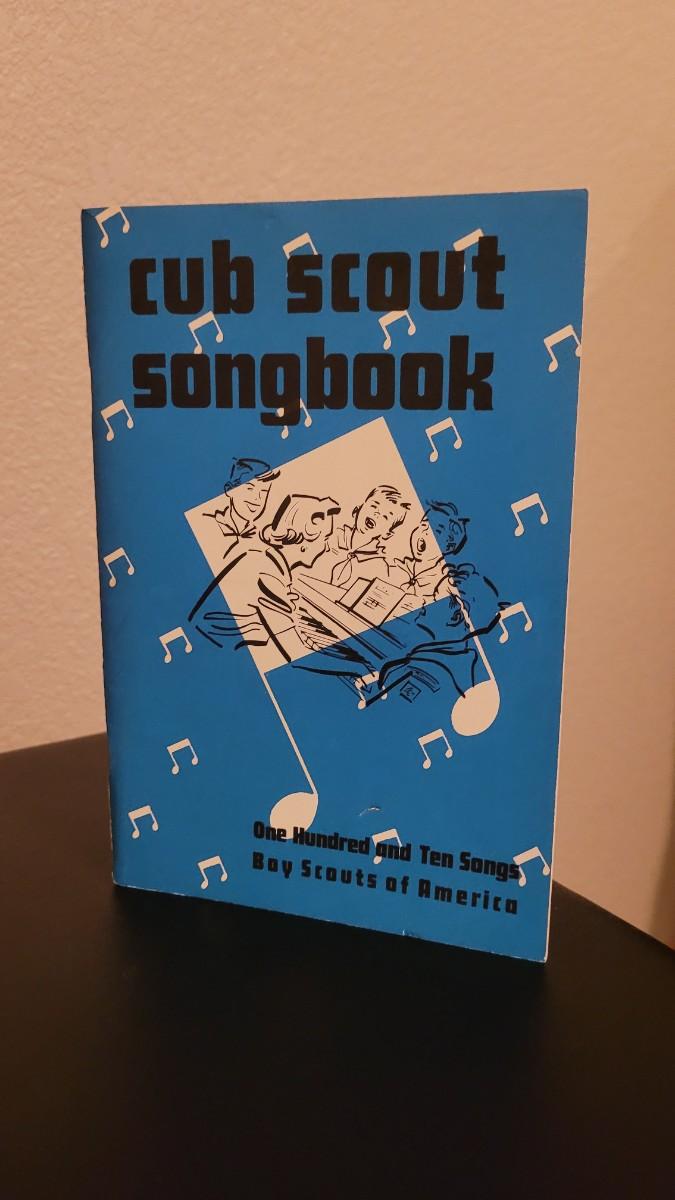 cub scout
songbook
One Hundred and Ten Songs
Boy Scouts of America